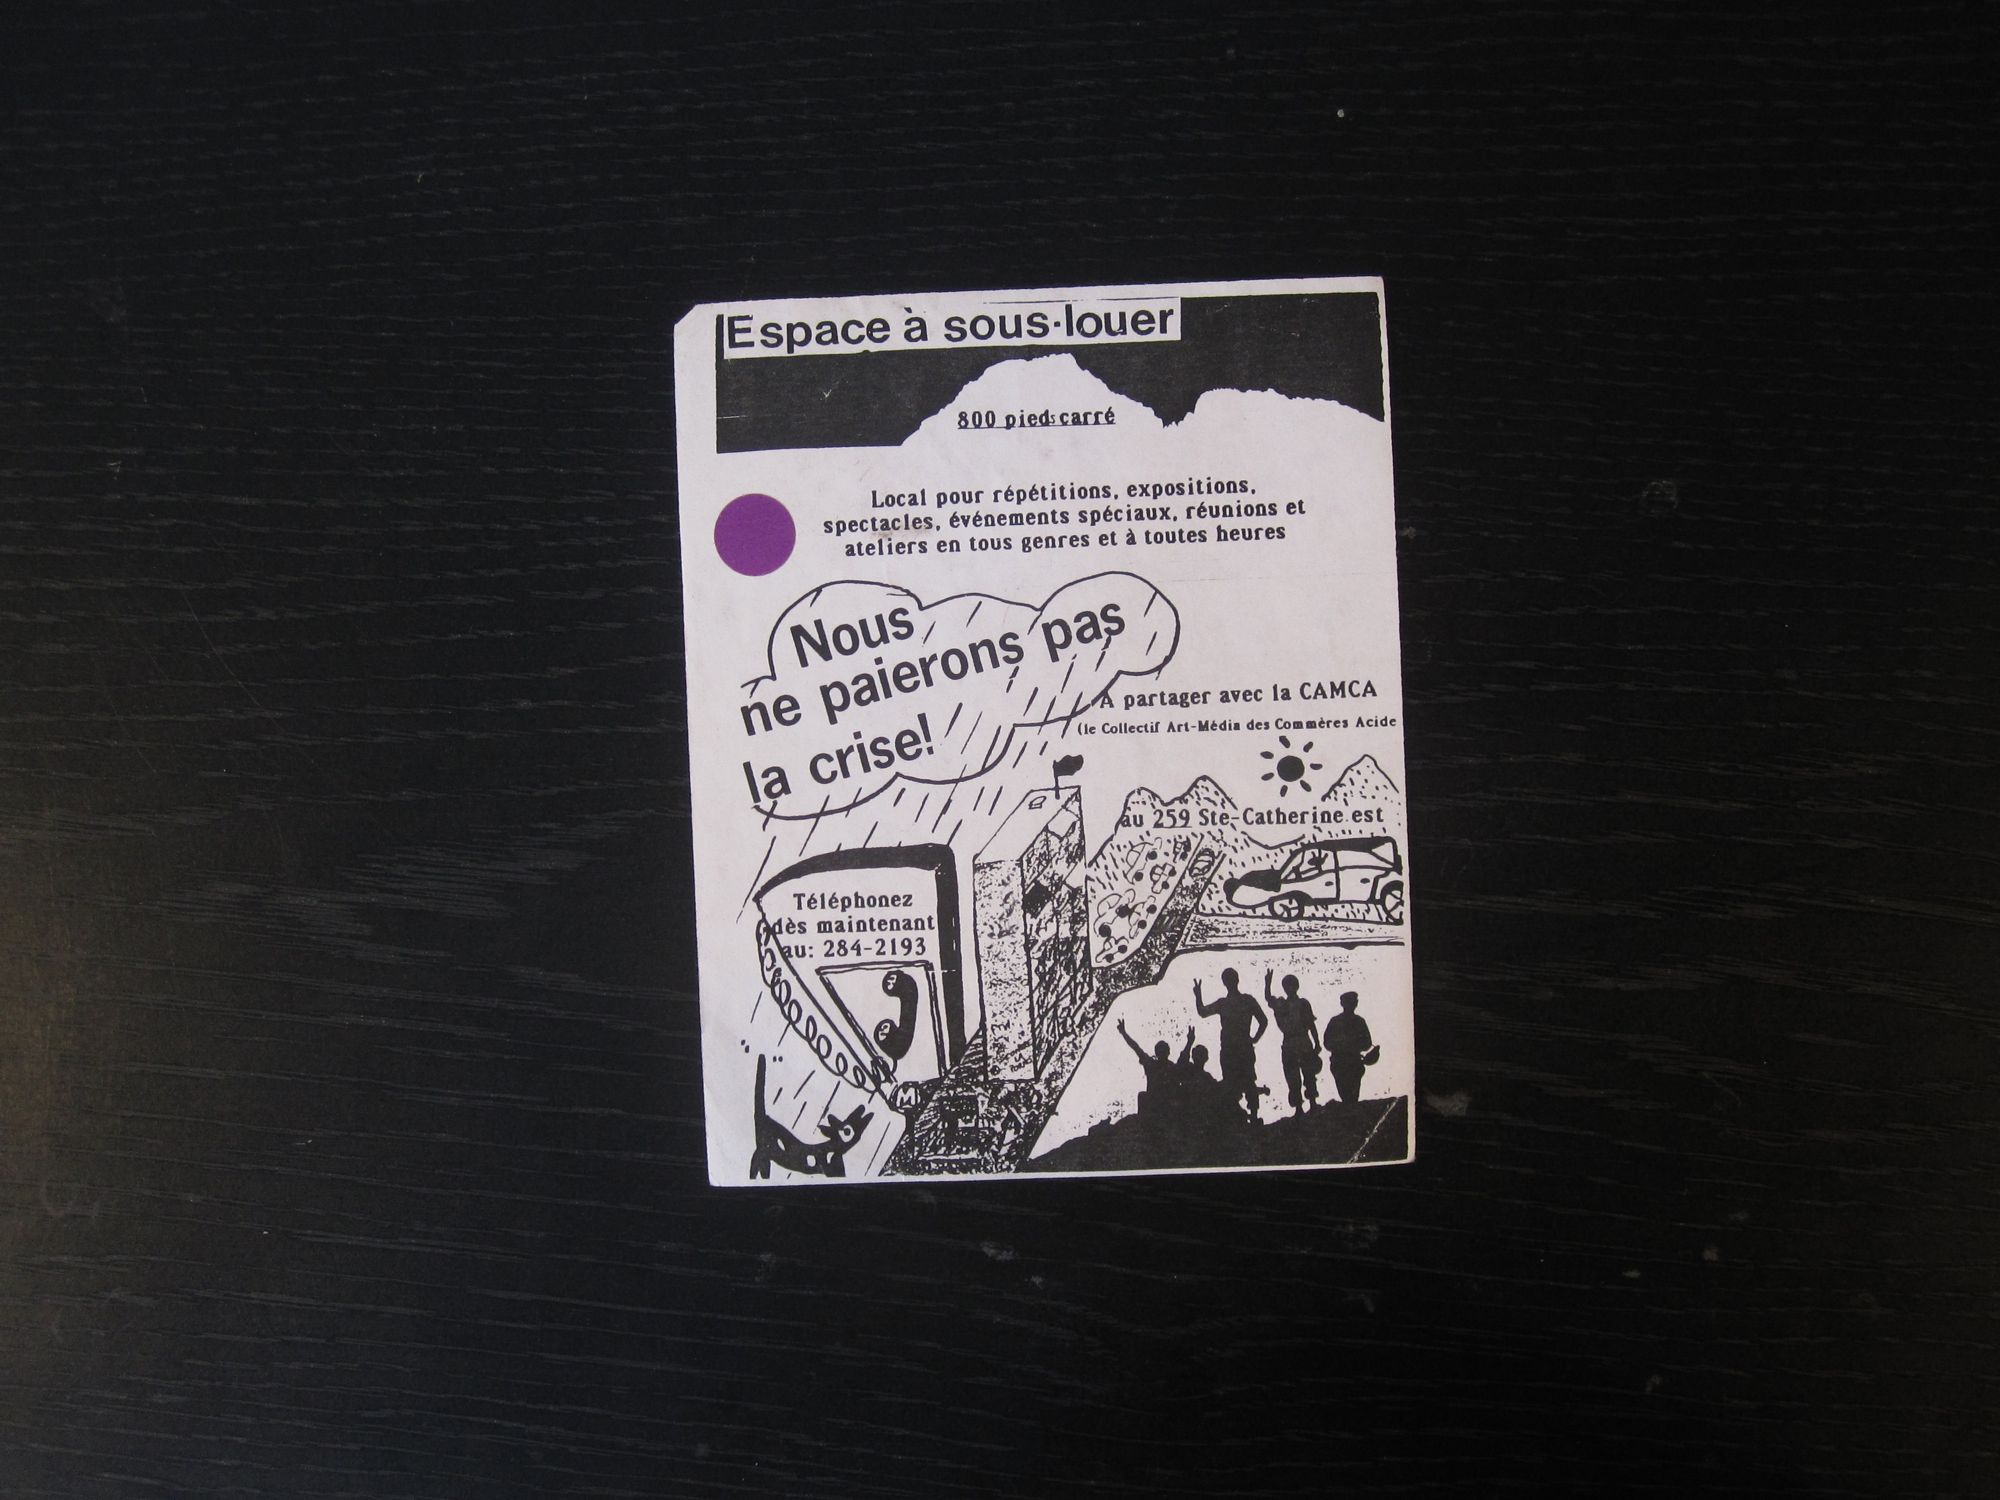 Espace à sous-louer
800 pieds carré
Local pour répétitions, expositions,
spectacles, événements spéciaux, réunions et
ateliers en tous genres et à toutes heures
Nous
ne paierons pas
la crise!
A partager avec la CAMCA
(le Collectif Art-Média des Commères Acide
au 259 Ste-Catherine est
Téléphonez
dès maintenant
au: 284-2193
M